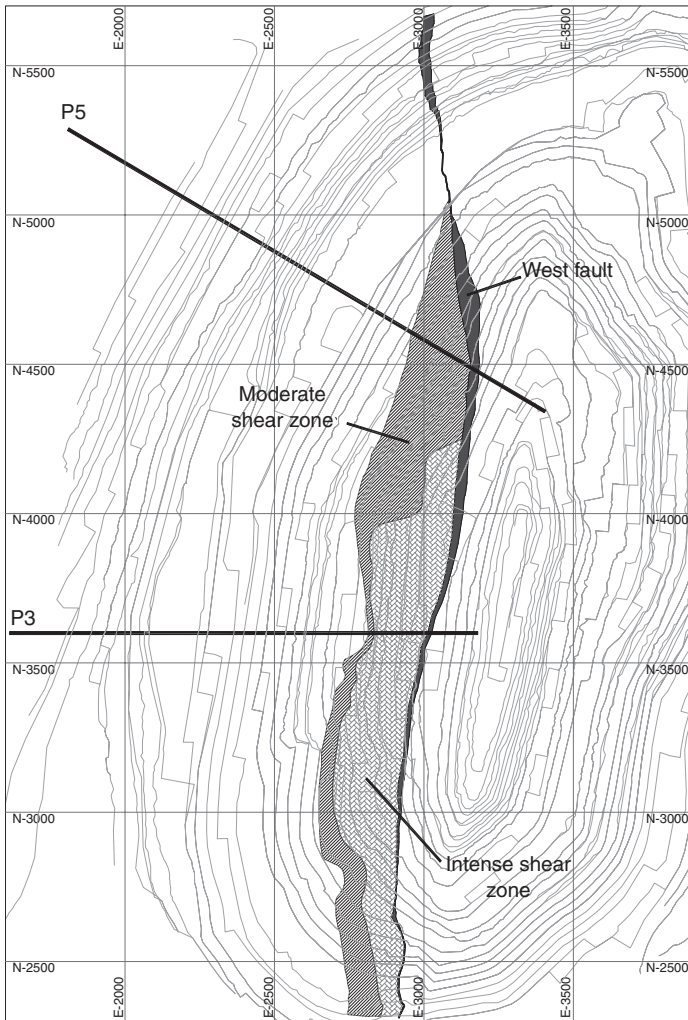 E-2000
E-2500
E-3000
E-3500
N-5500
N-5500
P5
N-5000
N-5000
West fault
N-4500
N-4500
Moderate
shear zone
N-4000
N-4000
P3
N-3500
N-3500
N-3000
N-3000
Intense shear
zone
N-2500
N-2500
E-2000
E-2500
E-3000
E-3500